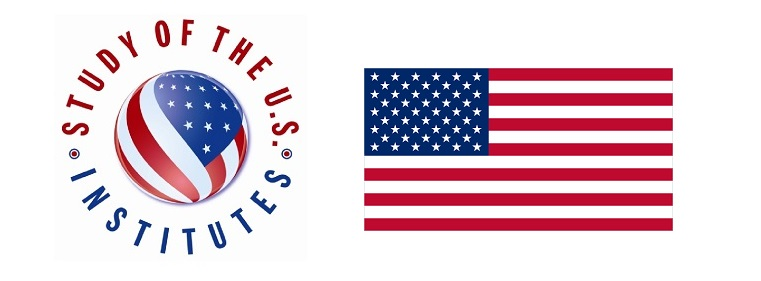 STUDY OF THE U.S.
INSTITUTES